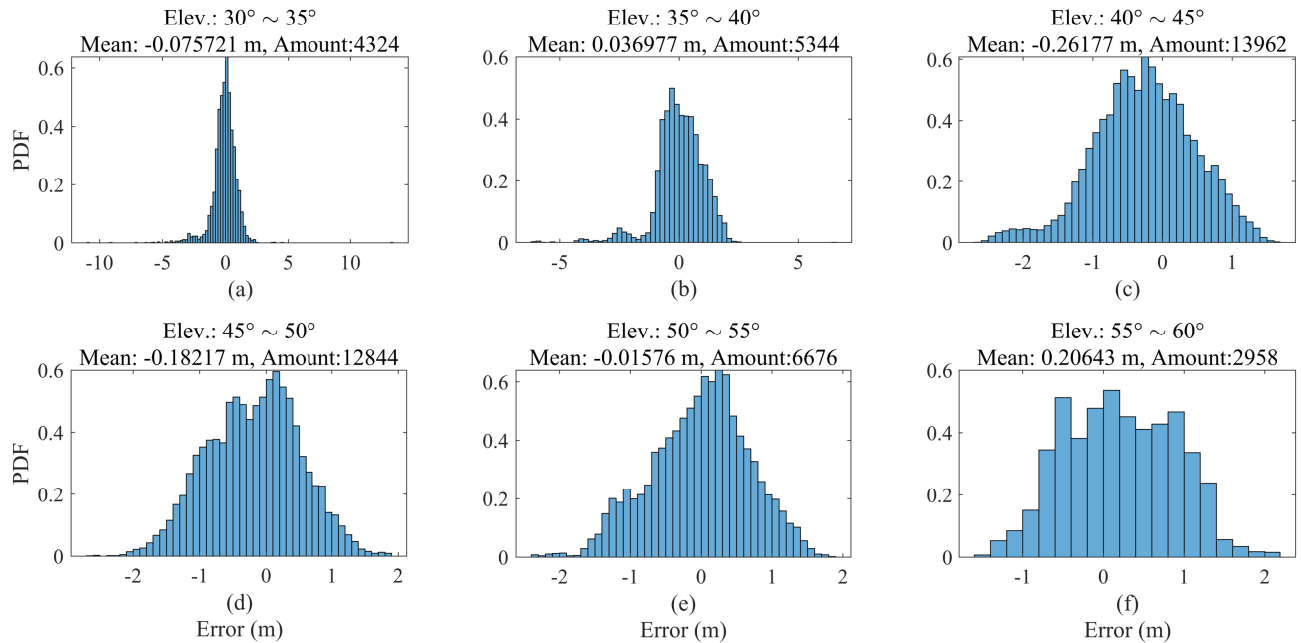 Elev.: 30° ∼ 35°
Mean: -0.075721 m, Amount:4324
0.6
0.4
0.2
0
PDF
-10
-5
0
5
10
(a)
Elev.: 35° ∼ 40°
Mean: 0.036977 m, Amount:5344
0.6
0.4
0.2
0
-5
0
5
(b)
Elev.: 40° ∼ 45°
Mean: -0.26177 m, Amount:13962
0.6
0.4
0.2
0
-2
-1
0
1
(c)
Elev.: 45° ∼ 50°
Mean: -0.18217 m, Amount:12844
0.6
0.4
0.2
0
PDF
-2
-1
0
1
2
(d)
Error (m)
Elev.: 50° ∼ 55°
Mean: -0.01576 m, Amount:6676
0.6
0.4
0.2
0
-2
-1
0
1
2
(e)
Error (m)
Elev.: 55° ∼ 60°
Mean: 0.20643 m, Amount:2958
0.6
0.4
0.2
0
-1
0
1
2
(f)
Error (m)